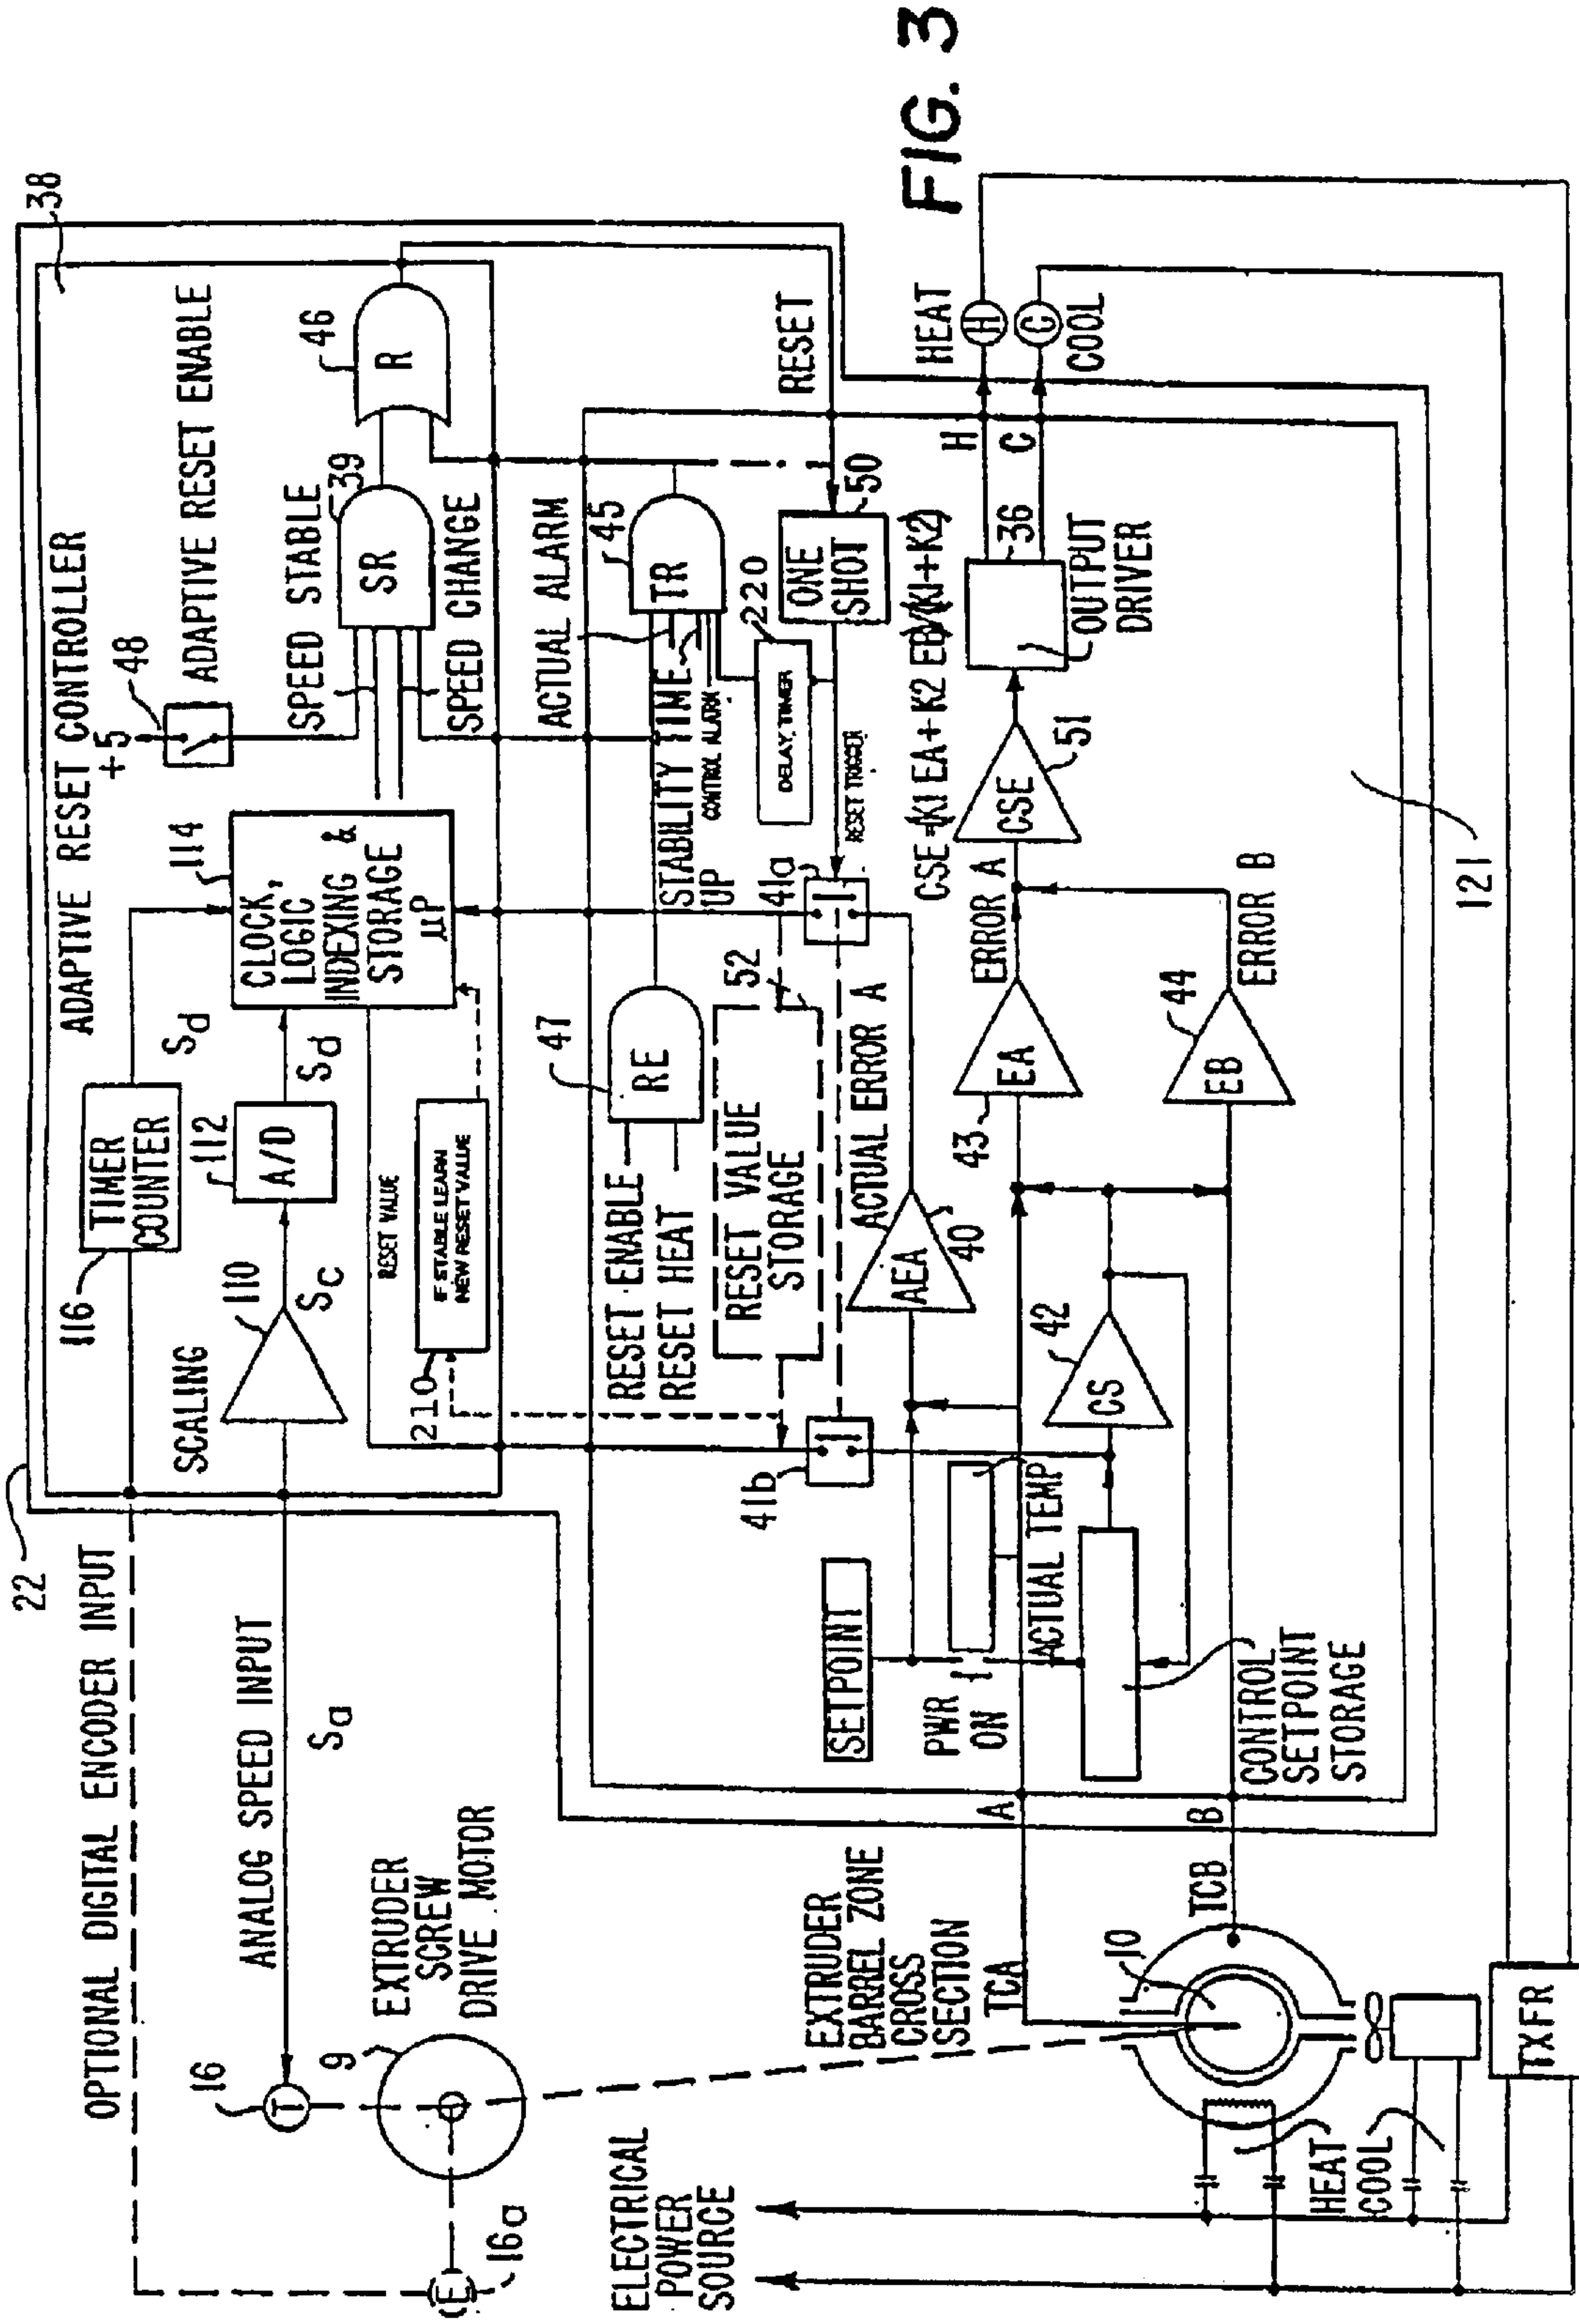 FIG. 3
22
38
ADAPTIVE RESET CONTROLLER
OPTIONAL DIGITAL ENCODER INPUT
116
TIMER
COUNTER
Sd
114
CLOCK,
LOGIC
INDEXING &
STORAGE
μP
+5
48
ADAPTIVE RESET ENABLE
ANALOG SPEED INPUT
Sa
SCALING
110
Sc
112
A/D
Sd
SPEED STABLE
SPEED CHANGE
39
SR
46
R
16
T
9
EXTRUDER
SCREW
DRIVE MOTOR
(E)
16a
RESET VALUE
210
IF STABLE LEARN
NEW RESET VALUE
47
RE
RESET ENABLE
RESET HEAT
ACTUAL ALARM
45
TR
STABILITY TIME
UP
CONTROL ALARM
220
DELAY, TIMER
RESET
ONE
SHOT
50
RESET TRIGGER
52
RESET VALUE
STORAGE
41a
41b
ACTUAL ERROR A
AEA
40
SETPOINT
PWR
ON
ACTUAL TEMP
CS
42
CONTROL
SETPOINT
STORAGE
43
EA
ERROR A
44
EB
ERROR B
CSE=(K1 EA+K2 EB)/(K1+K2)
CSE
51
36
OUTPUT
DRIVER
H
C
HEAT
H
C
COOL
121
A
B
ELECTRICAL
POWER
SOURCE
EXTRUDER
BARREL ZONE
CROSS
SECTION
TCA
TCB
10
HEAT
COOL
TXFR